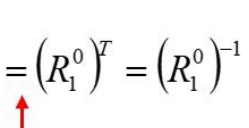 = (R₁⁰)ᵀ = (R₁⁰)⁻¹